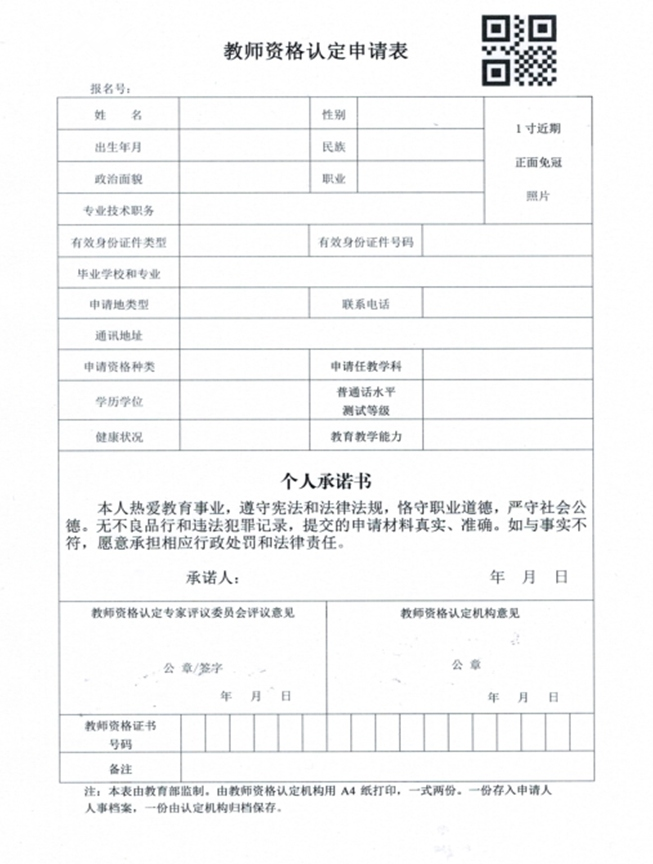 教师资格认定申请表
报名号：
姓 名 性别
1寸近期
出生年月 民族
正面免冠
政治面貌 职业
照片
专业技术职务
有效身份证件类型 有效身份证件号码
毕业学校和专业
申请地类型 联系电话
通讯地址
申请资格种类 申请任教学科
学历学位 普通话水平
测试等级
健康状况 教育教学能力
个人承诺书
本人热爱教育事业，遵守宪法和法律法规，恪守职业道德，严守社会公
德。无不良品行和违法犯罪记录，提交的申请材料真实、准确。如与事实不
符，愿意承担相应行政处罚和法律责任。
承诺人： 年 月 日
教师资格认定专家评议委员会评议意见 教师资格认定机构意见
公 章/签字 公 章
年 月 日 年 月 日
教师资格证书
号码
备注
注：本表由教育部监制。由教师资格认定机构用 A4 纸打印，一式两份。一份存入申请人
人事档案，一份由认定机构归档保存。